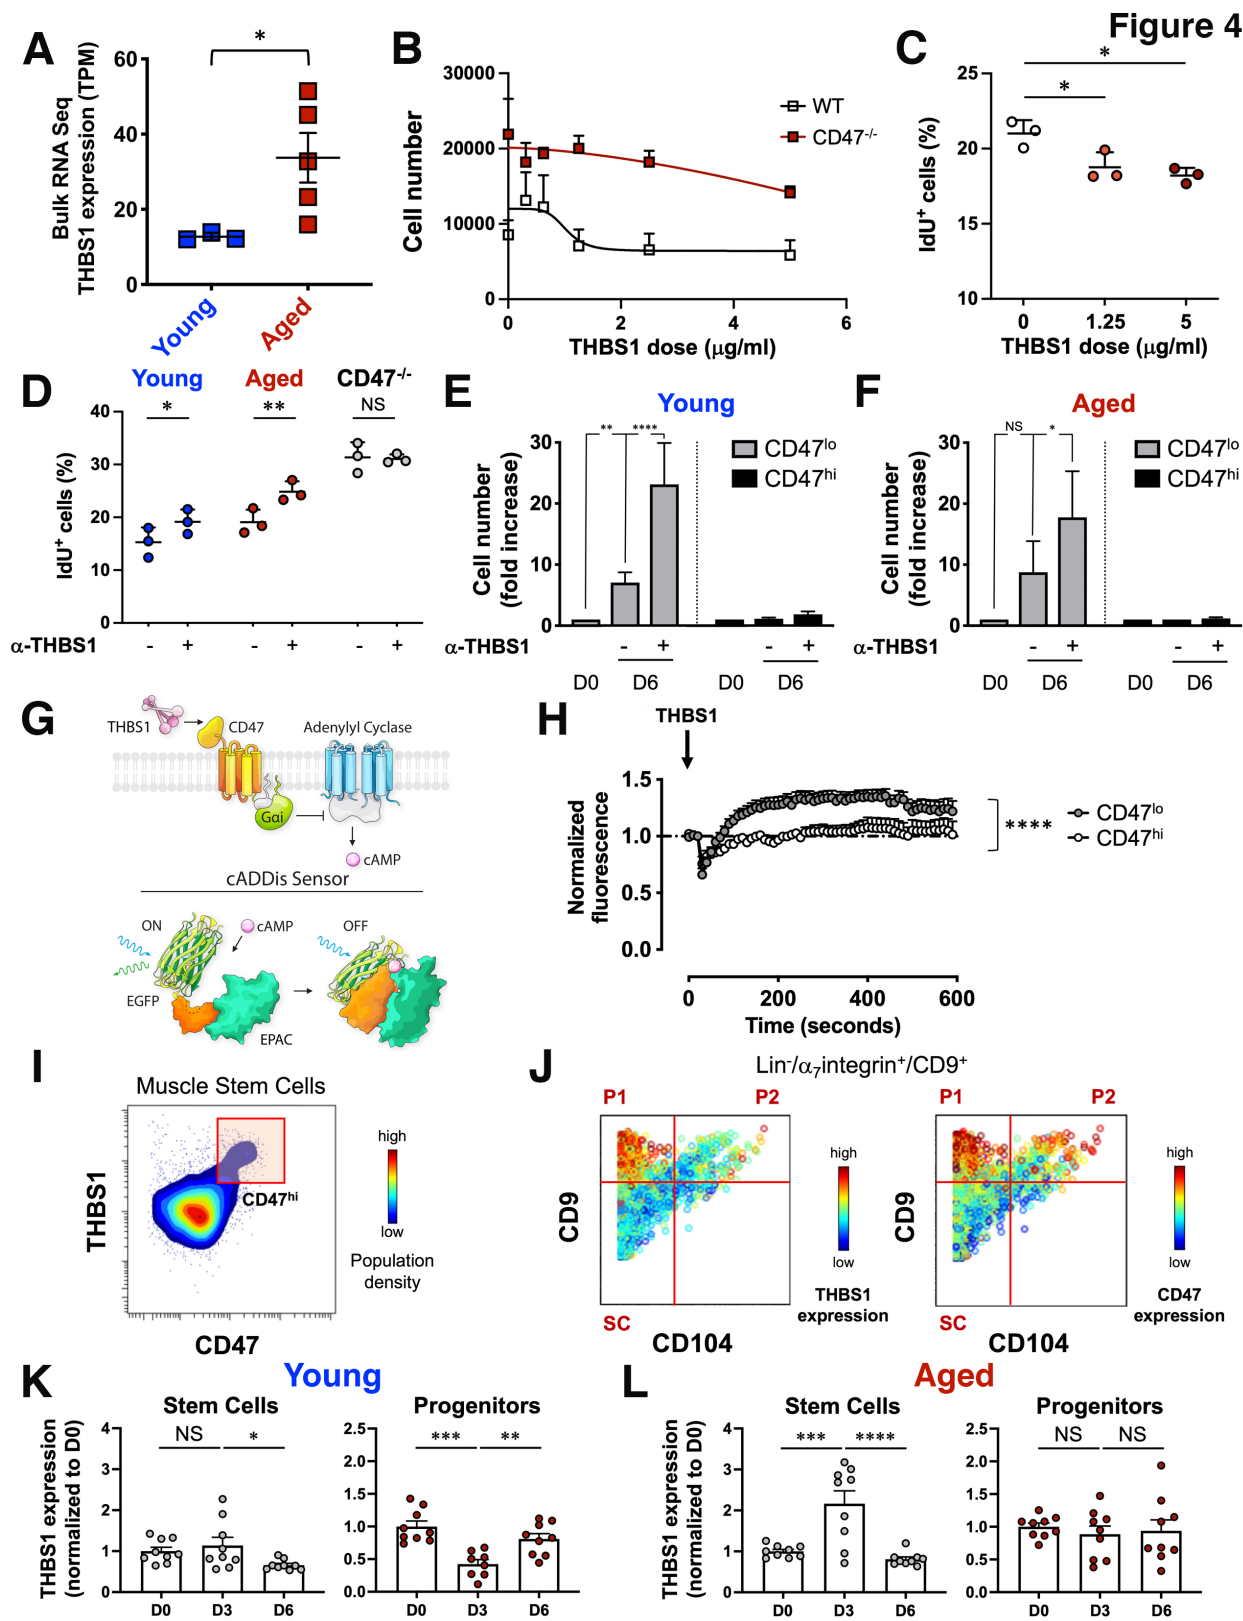 Figure 4
A
Bulk RNA Seq
THBS1 expression (TPM)
60
40
20
0
*
Young
Aged
B
Cell number
30000
20000
10000
0
0
2
4
6
THBS1 dose (μg/ml)
WT
CD47-/-
C
IdU+ cells (%)
25
20
15
10
*
*
0
1.25
5
THBS1 dose (μg/ml)
D
Young
Aged
CD47-/-
*
**
NS
IdU+ cells (%)
40
30
20
10
0
α-THBS1
- + - + - +
E
Young
Cell number
(fold increase)
30
20
10
0
** ****
CD47lo
CD47hi
α-THBS1
- + - +
D0 D6 D0 D6
F
Aged
Cell number
(fold increase)
30
20
10
0
NS *
CD47lo
CD47hi
α-THBS1
- + - +
D0 D6 D0 D6
G
THBS1
CD47
Adenylyl Cyclase
Gαi
cAMP
cADDis Sensor
ON
cAMP
OFF
EGFP
EPAC
H
THBS1
Normalized
fluorescence
1.5
1.0
0.5
0.0
0 200 400 600
Time (seconds)
****
CD47lo
CD47hi
I
Muscle Stem Cells
THBS1
CD47
CD47hi
high
low
Population
density
J
Lin-/α7integrin+/CD9+
P1 P2
CD9
SC
CD104
high
low
THBS1
expression
P1 P2
CD9
SC
CD104
high
low
CD47
expression
K
Young
Stem Cells
THBS1 expression
(normalized to D0)
4
3
2
1
0
NS *
D0 D3 D6
Progenitors
2.5
2.0
1.5
1.0
0.5
0.0
*** **
D0 D3 D6
L
Aged
Stem Cells
THBS1 expression
(normalized to D0)
4
3
2
1
0
*** ****
D0 D3 D6
Progenitors
2.5
2.0
1.5
1.0
0.5
0.0
NS NS
D0 D3 D6